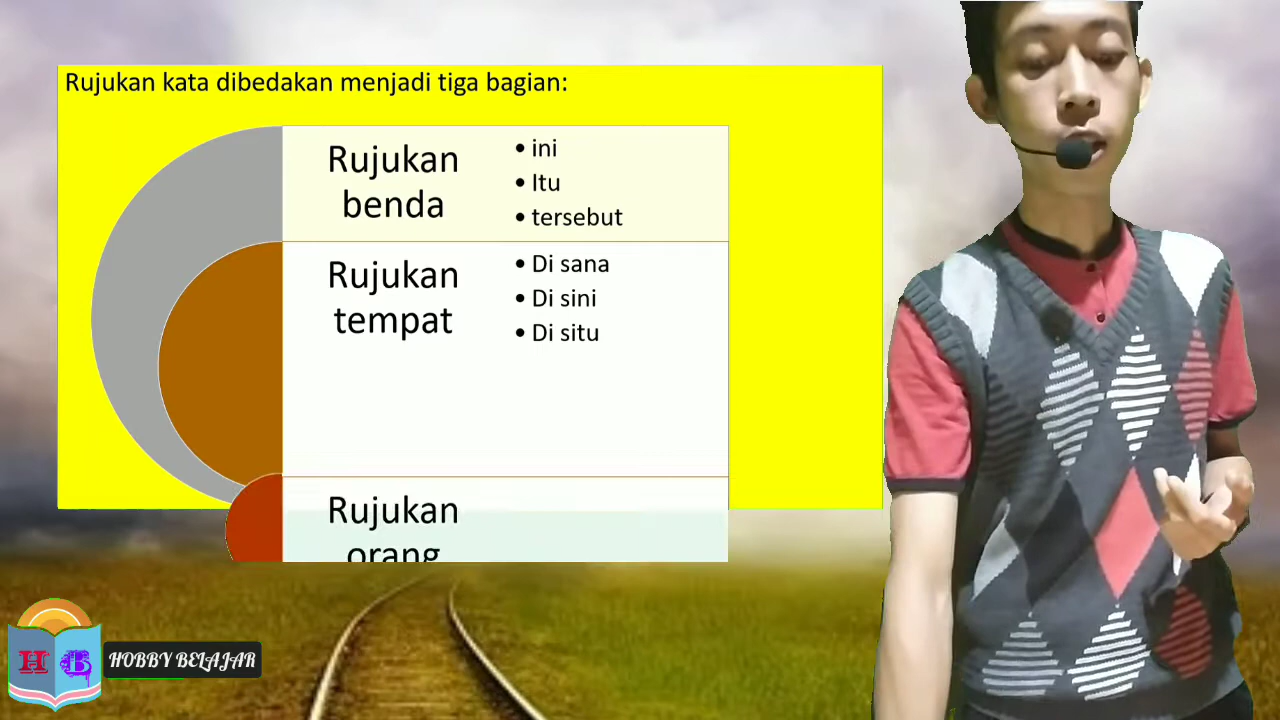 Rujukan kata dibedakan menjadi tiga bagian:
Rujukan
benda
• ini
• Itu
• tersebut
Rujukan
tempat
• Di sana
• Di sini
• Di situ
Rujukan
orang
H B
HOBBY BELAJAR